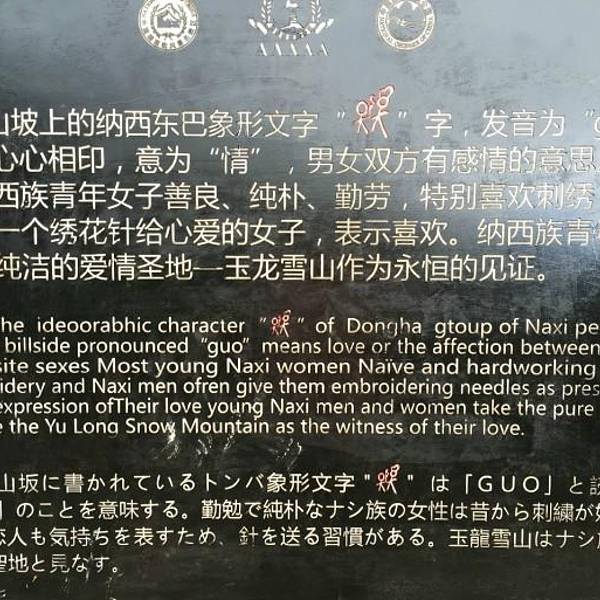 AAAAA
山坡上的纳西东巴象形文字 “ ” 字，发音为 “
心心相印，意为 “情” ，男女双方有感情的意思
西族青年女子善良、纯朴、勤劳，特别喜欢刺绣
一个绣花针给心爱的女子，表示喜欢。纳西族青
纯洁的爱情圣地—玉龙雪山作为永恒的见证。
he ideoorabhic character “ ” of Dongha gtoup of Naxi pe
billside pronounced “guo” means love or the affection between
site sexes Most young Naxi women Naïve and hardworking
idery and Naxi men ofren give them embroidering needles as pres
expression ofTheir love young Naxi men and women take the pure
e the Yu Long Snow Mountain as the witness of their love.
山坂に書かれているトンパ象形文字 " " は「GUO」と
」のことを意味する。勤勉で純朴なナシ族の女性は昔から刺繍が
恋人も気持ちを表すため、針を送る習慣がある。玉龍雪山はナシ
聖地と見なす。